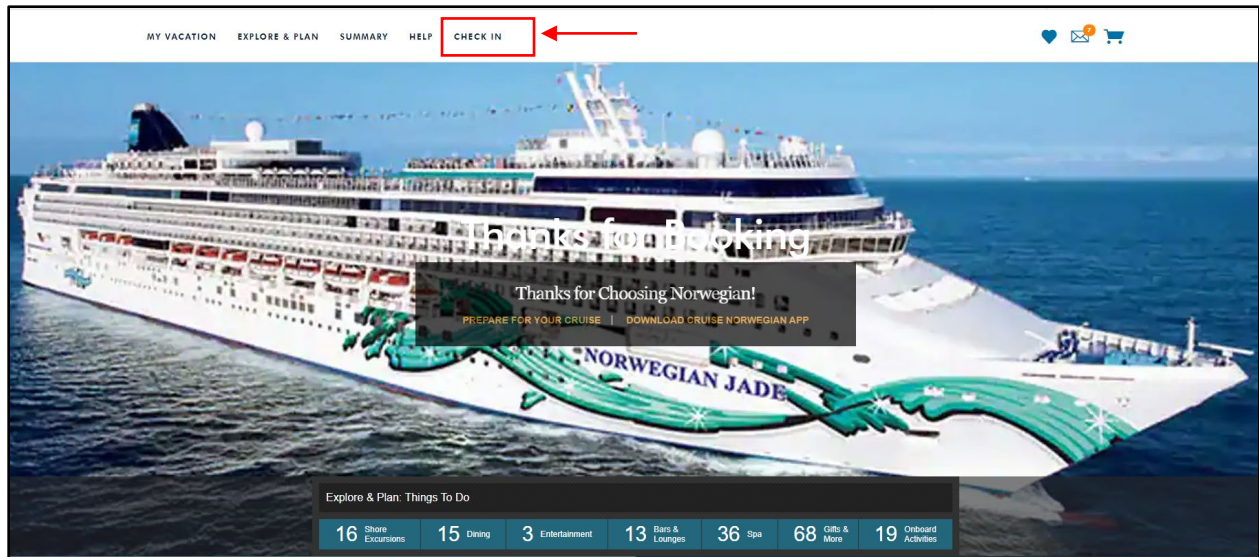 MY VACATION EXPLORE & PLAN SUMMARY HELP CHECK IN
7
Thanks for Booking
Thanks for Choosing Norwegian!
PREPARE FOR YOUR CRUISE | DOWNLOAD CRUISE NORWEGIAN APP
NORWEGIAN JADE
Explore & Plan: Things To Do
16 Shore Excursions 15 Dining 3 Entertainment 13 Bars & Lounges 36 Spa 68 Gifts & More 19 Onboard Activities